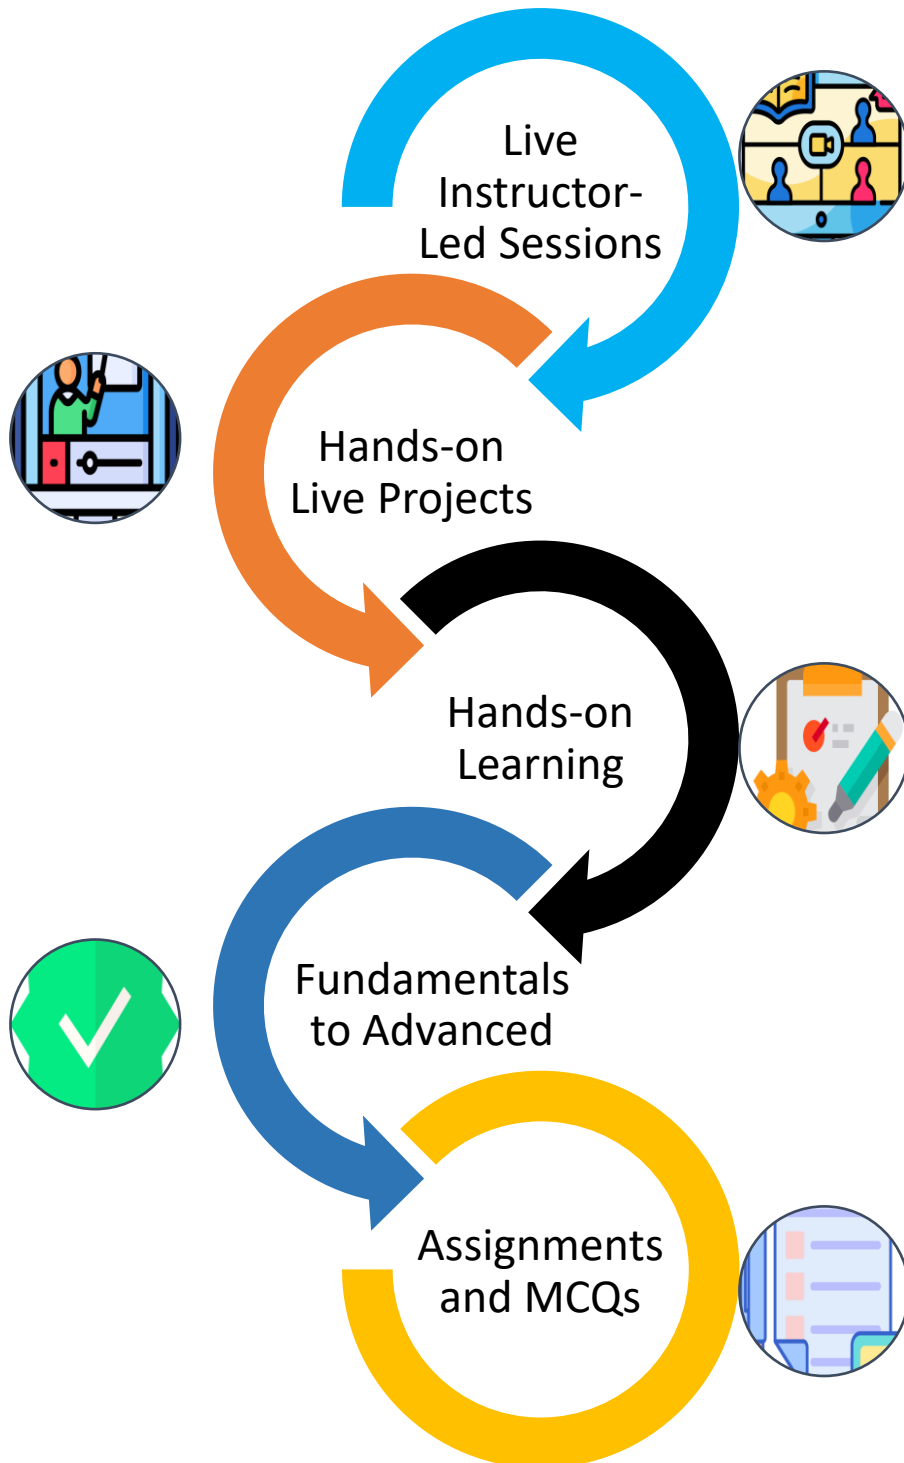 Live
Instructor-
Led Sessions
Hands-on
Live Projects
Hands-on
Learning
Fundamentals
to Advanced
Assignments
and MCQs